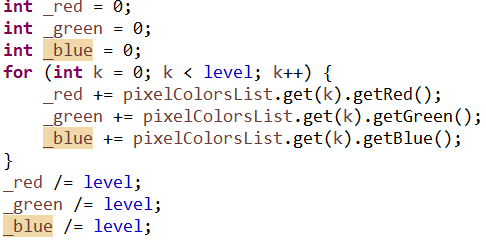 int _red = 0;
int _green = 0;
int _blue = 0;
for (int k = 0; k < level; k++) {
    _red += pixelColorsList.get(k).getRed();
    _green += pixelColorsList.get(k).getGreen();
    _blue += pixelColorsList.get(k).getBlue();
}
_red /= level;
_green /= level;
_blue /= level;